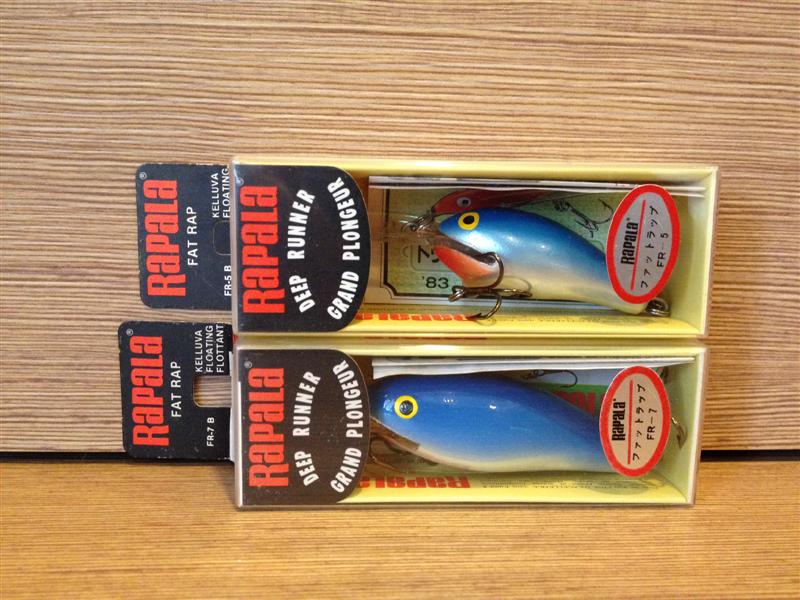 RAPALA®
FAT RAP
KELLUVA
FLOATING
FR-5 B
RAPALA
DEEP RUNNER
GRAND PLONGEUR
'83
RAPALA
ファットラップ
FR-5
RAPALA®
FAT RAP
KELLUVA
FLOATING
FLOTTANT
FR-7 B
RAPALA
DEEP RUNNER
GRAND PLONGEUR
RAPALA
ファットラップ
FR-7
RAPALA